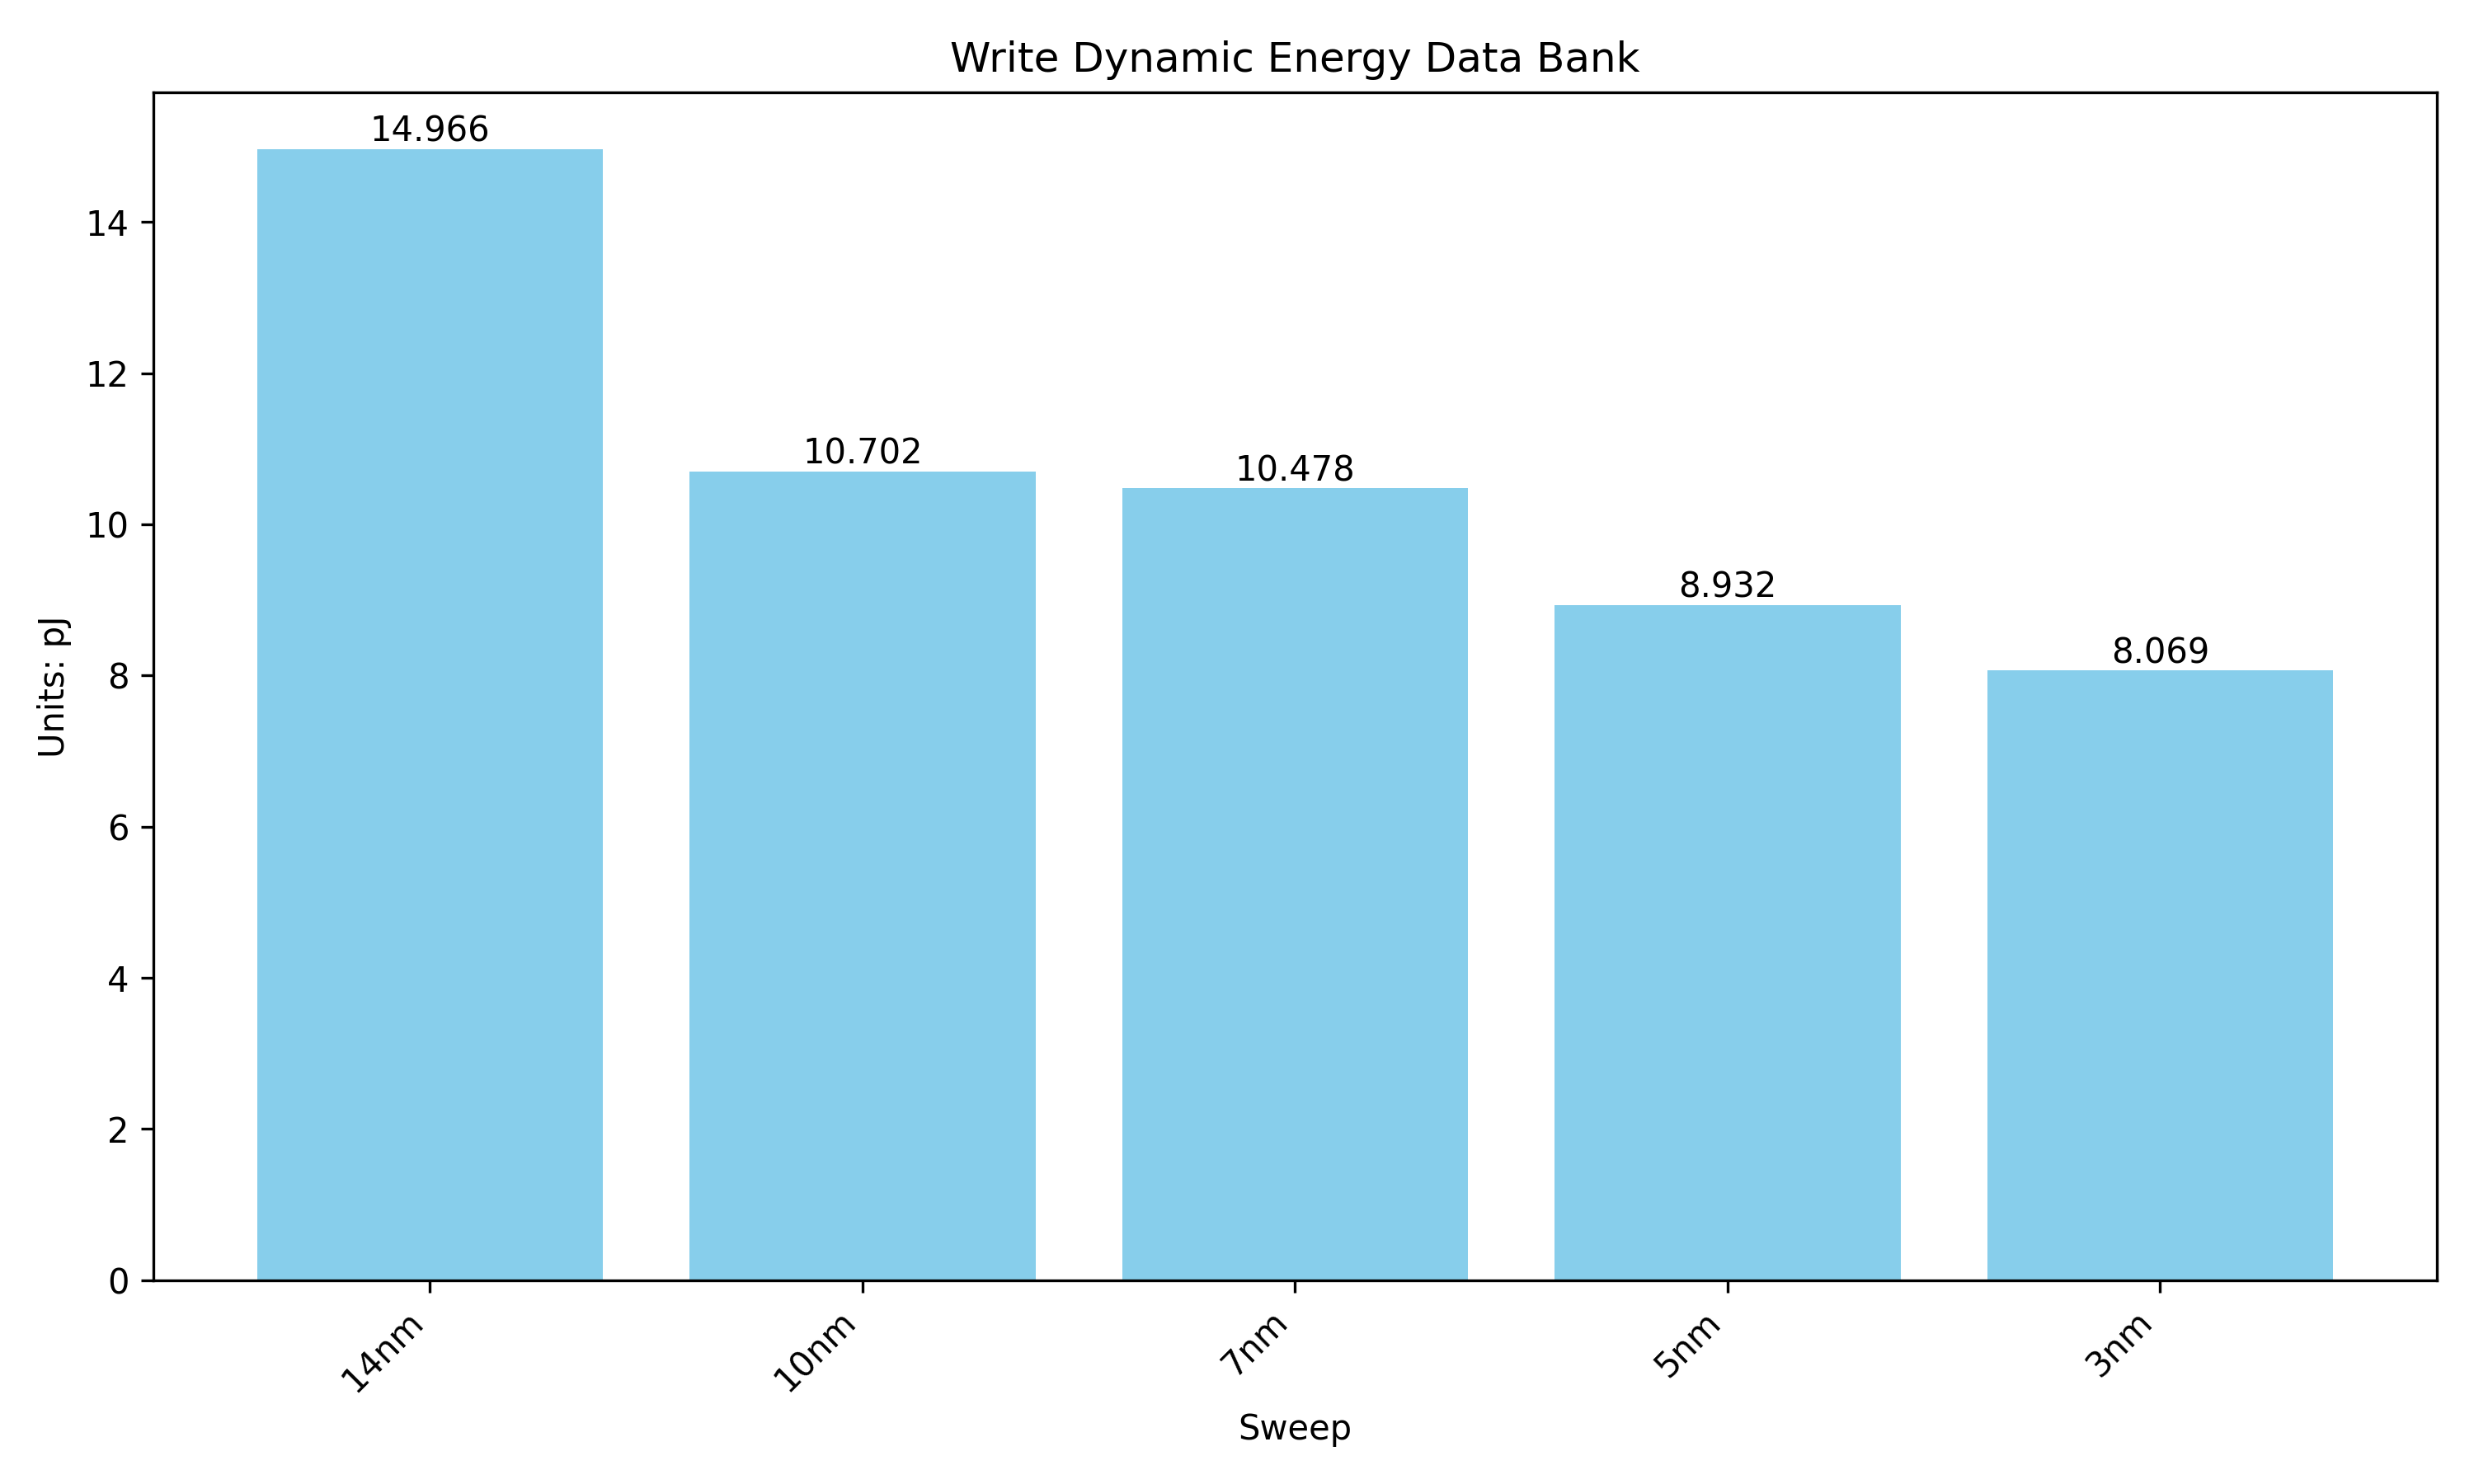 Write Dynamic Energy Data Bank
14.966
10.702
10.478
8.932
8.069
14
12
10
8
6
4
2
0
Units: pJ
14nm
10nm
7nm
5nm
3nm
Sweep